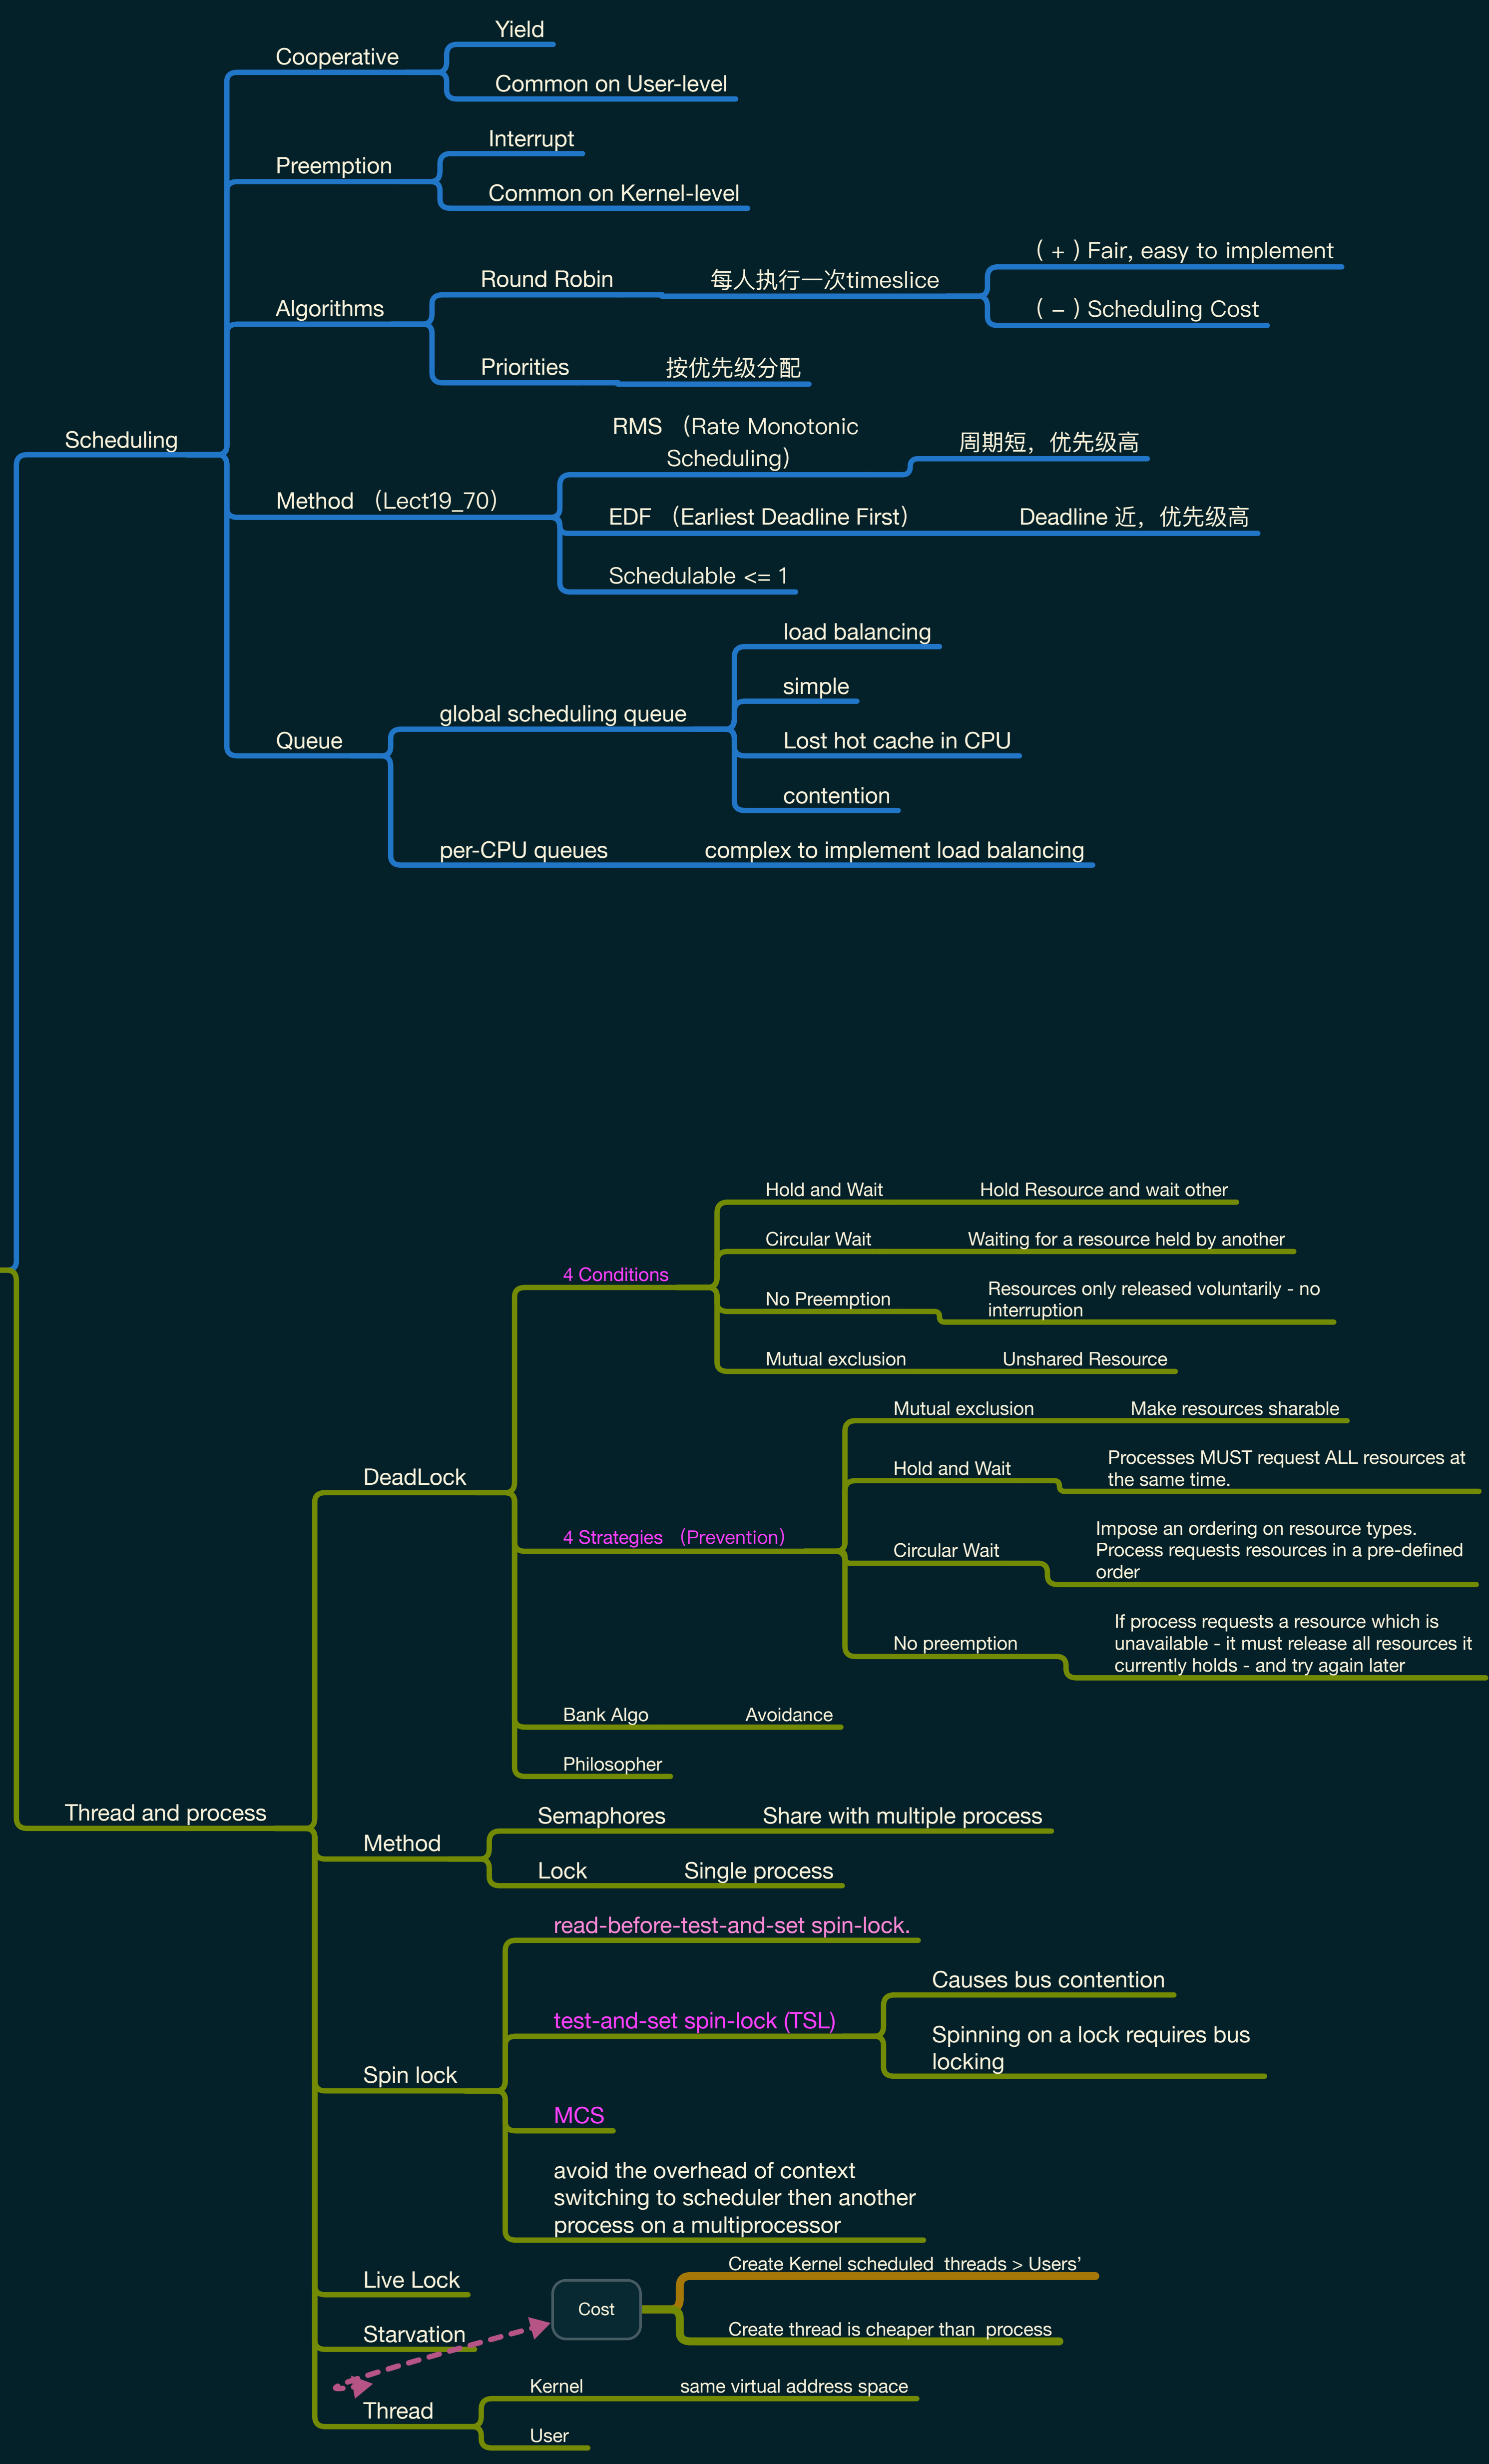 Yield
Cooperative
Common on User-level
Interrupt
Preemption
Common on Kernel-level
( + ) Fair, easy to implement
Round Robin
每人执行一次timeslice
Algorithms
( − ) Scheduling Cost
Priorities
按优先级分配
RMS （Rate Monotonic
Scheduling）
周期短，优先级高
Scheduling
Method （Lect19_70）
EDF （Earliest Deadline First）
Deadline 近，优先级高
Schedulable <= 1
load balancing
simple
global scheduling queue
Queue
Lost hot cache in CPU
contention
per-CPU queues
complex to implement load balancing
Hold and Wait
Hold Resource and wait other
Circular Wait
Waiting for a resource held by another
4 Conditions
No Preemption
Resources only released voluntarily - no
interruption
Mutual exclusion
Unshared Resource
Mutual exclusion
Make resources sharable
DeadLock
Hold and Wait
Processes MUST request ALL resources at
the same time.
4 Strategies （Prevention）
Circular Wait
Impose an ordering on resource types.
Process requests resources in a pre-defined
order
No preemption
If process requests a resource which is
unavailable - it must release all resources it
currently holds - and try again later
Bank Algo
Avoidance
Philosopher
Thread and process
Method
Semaphores
Share with multiple process
Lock
Single process
read-before-test-and-set spin-lock.
Causes bus contention
test-and-set spin-lock (TSL)
Spinning on a lock requires bus
locking
Spin lock
MCS
avoid the overhead of context
switching to scheduler then another
process on a multiprocessor
Live Lock
Create Kernel scheduled  threads > Users’
Cost
Starvation
Create thread is cheaper than  process
Kernel
same virtual address space
Thread
User